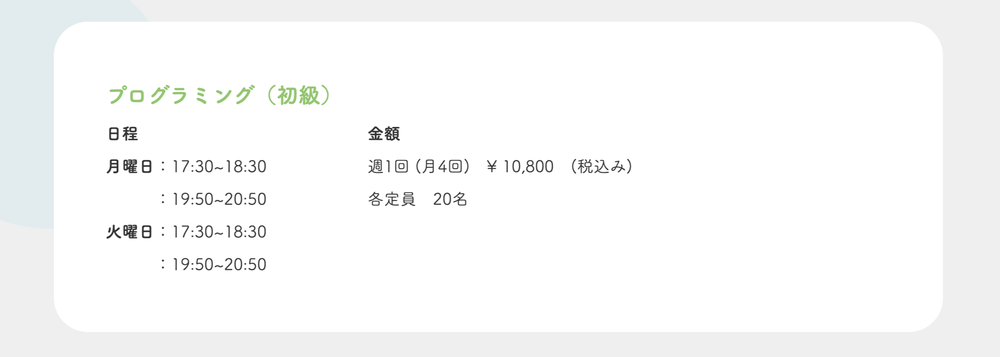 プログラミング（初級）
日程
月曜日：17:30~18:30
：19:50~20:50
火曜日：17:30~18:30
：19:50~20:50
金額
週1回（月4回）　¥ 10,800　（税込み）
各定員　20名